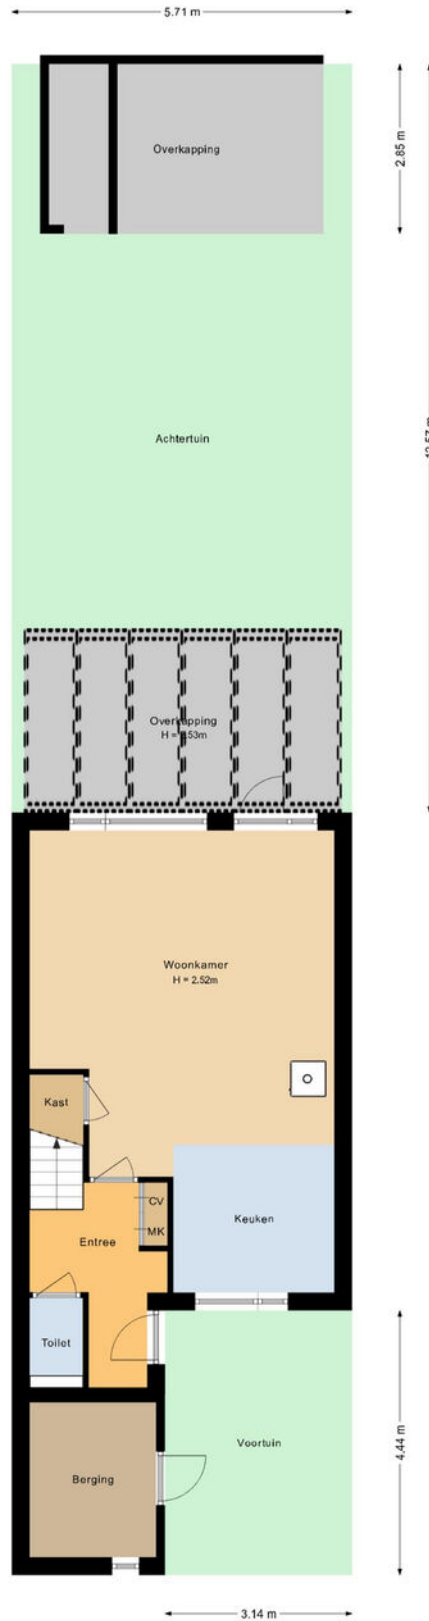 5.71 m
Overkapping
2.85 m
Achtertuin
Overkapping
Woonkamer
H = 2.52m
Kast
CV
MK
Keuken
Entree
Toilet
Voortuin
4.44 m
Berging
3.14 m